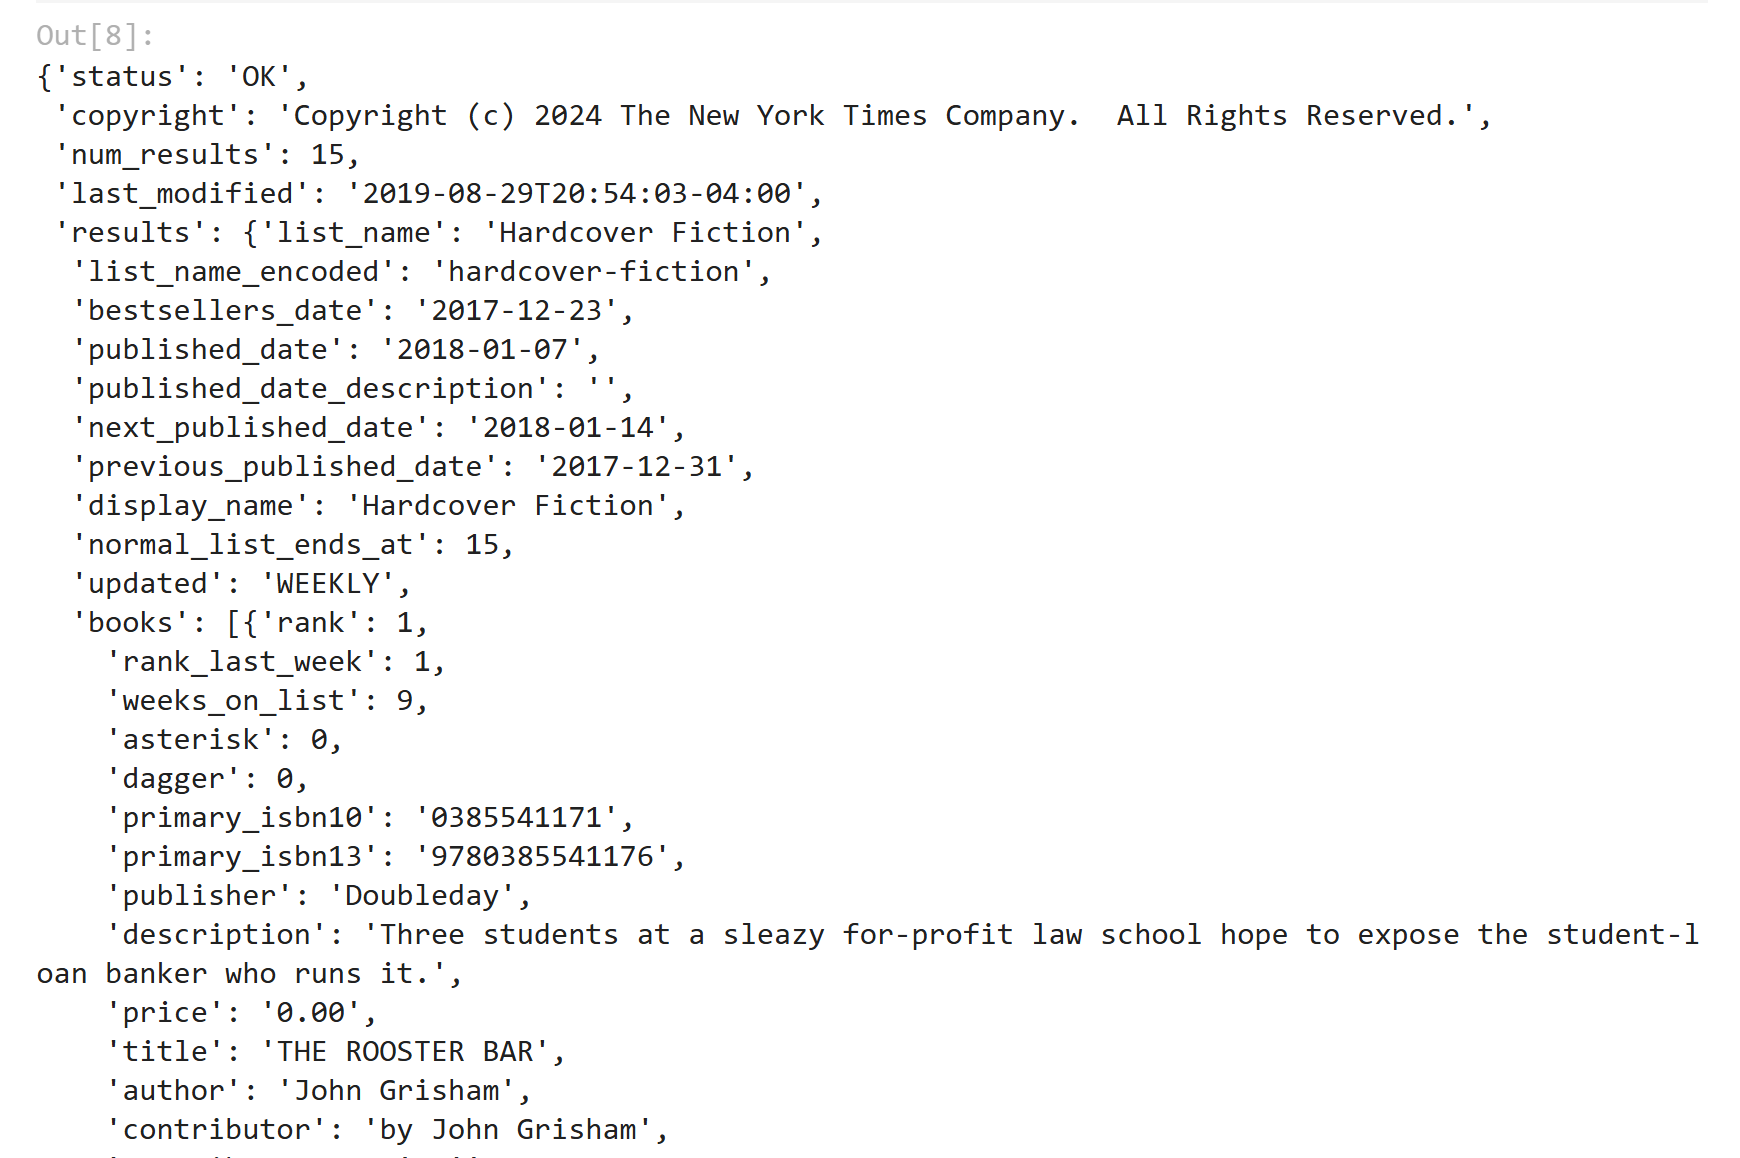 Out[8]:
{'status': 'OK',
 'copyright': 'Copyright (c) 2024 The New York Times Company.  All Rights Reserved.',
 'num_results': 15,
 'last_modified': '2019-08-29T20:54:03-04:00',
 'results': {'list_name': 'Hardcover Fiction',
  'list_name_encoded': 'hardcover-fiction',
  'bestsellers_date': '2017-12-23',
  'published_date': '2018-01-07',
  'published_date_description': '',
  'next_published_date': '2018-01-14',
  'previous_published_date': '2017-12-31',
  'display_name': 'Hardcover Fiction',
  'normal_list_ends_at': 15,
  'updated': 'WEEKLY',
  'books': [{'rank': 1,
    'rank_last_week': 1,
    'weeks_on_list': 9,
    'asterisk': 0,
    'dagger': 0,
    'primary_isbn10': '0385541171',
    'primary_isbn13': '9780385541176',
    'publisher': 'Doubleday',
    'description': 'Three students at a sleazy for-profit law school hope to expose the student-l
oan banker who runs it.',
    'price': '0.00',
    'title': 'THE ROOSTER BAR',
    'author': 'John Grisham',
    'contributor': 'by John Grisham',